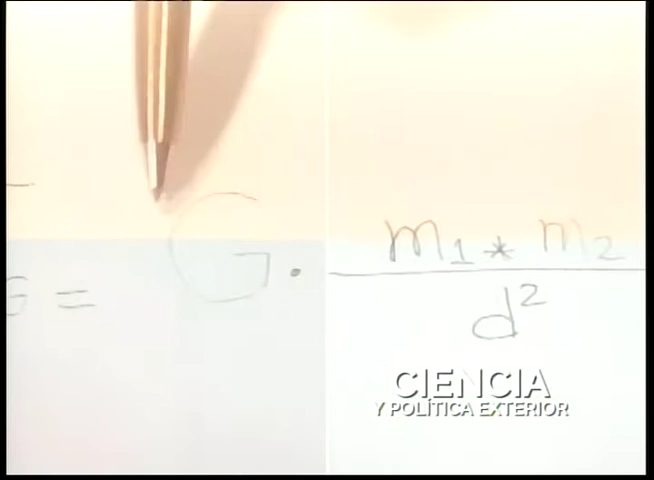 G = G · m₁ * m₂
d²
CIENCIA
Y POLÍTICA EXTERIOR